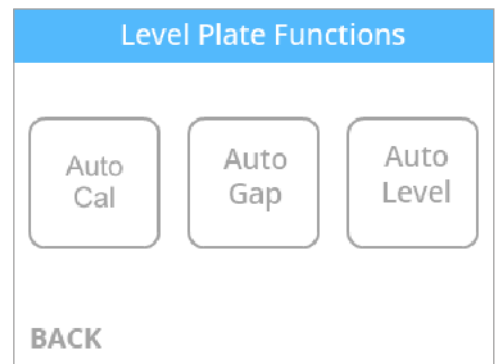 Level Plate Functions
Auto
Cal
Auto
Gap
Auto
Level
BACK